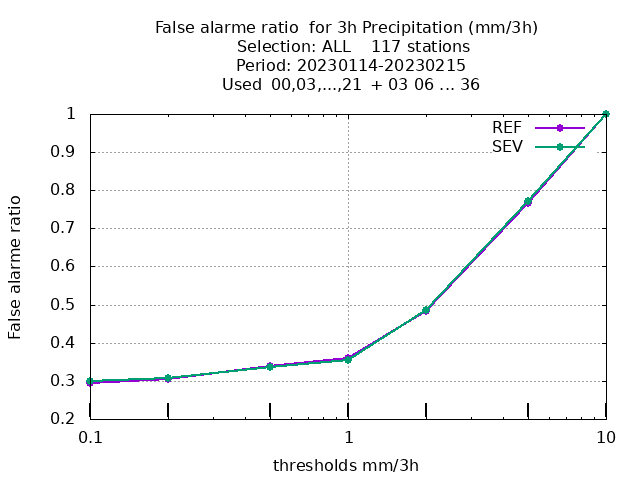 False alarme ratio  for 3h Precipitation (mm/3h)
Selection: ALL    117 stations
Period: 20230114-20230215
Used  00,03,...,21  + 03 06 ... 36
REF
SEV
1
0.9
0.8
0.7
0.6
0.5
0.4
0.3
0.2
False alarme ratio
0.1
1
10
thresholds mm/3h